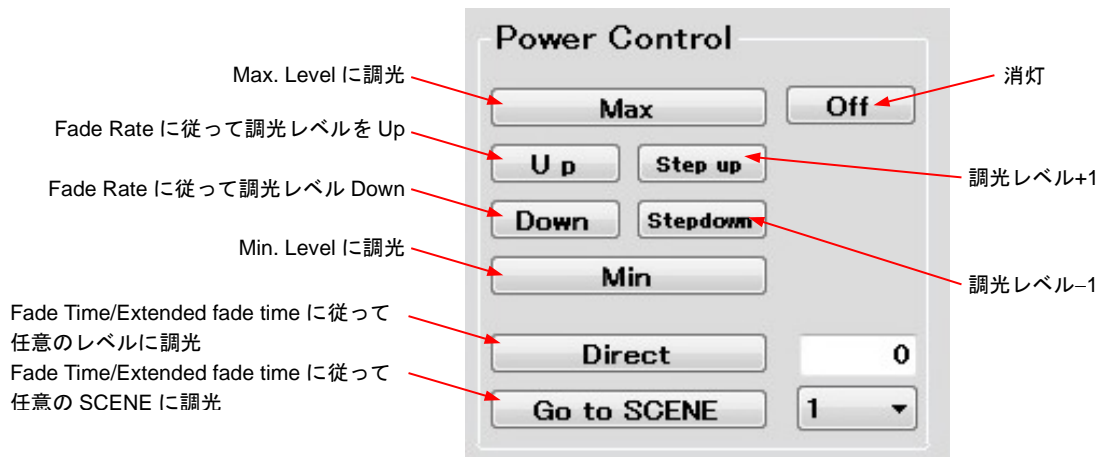 Power Control
Max. Level に調光
消灯
Max
Off
Fade Rate に従って調光レベルを Up
U p
Step up
調光レベル+1
Fade Rate に従って調光レベル Down
Down
Stepdown
Min. Level に調光
Min
調光レベル−1
Fade Time/Extended fade time に従って
任意のレベルに調光
Direct
0
Fade Time/Extended fade time に従って
任意の SCENE に調光
Go to SCENE
1